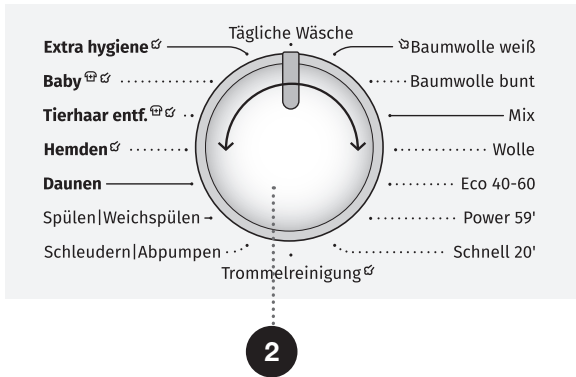 Tägliche Wäsche
Extra hygiene
Baby
Tierhaar entf.
Hemden
Daunen
Spülen|Weichspülen
Schleudern|Abpumpen
Baumwolle weiß
Baumwolle bunt
Mix
Wolle
Eco 40-60
Power 59'
Schnell 20'
Trommelreinigung
2